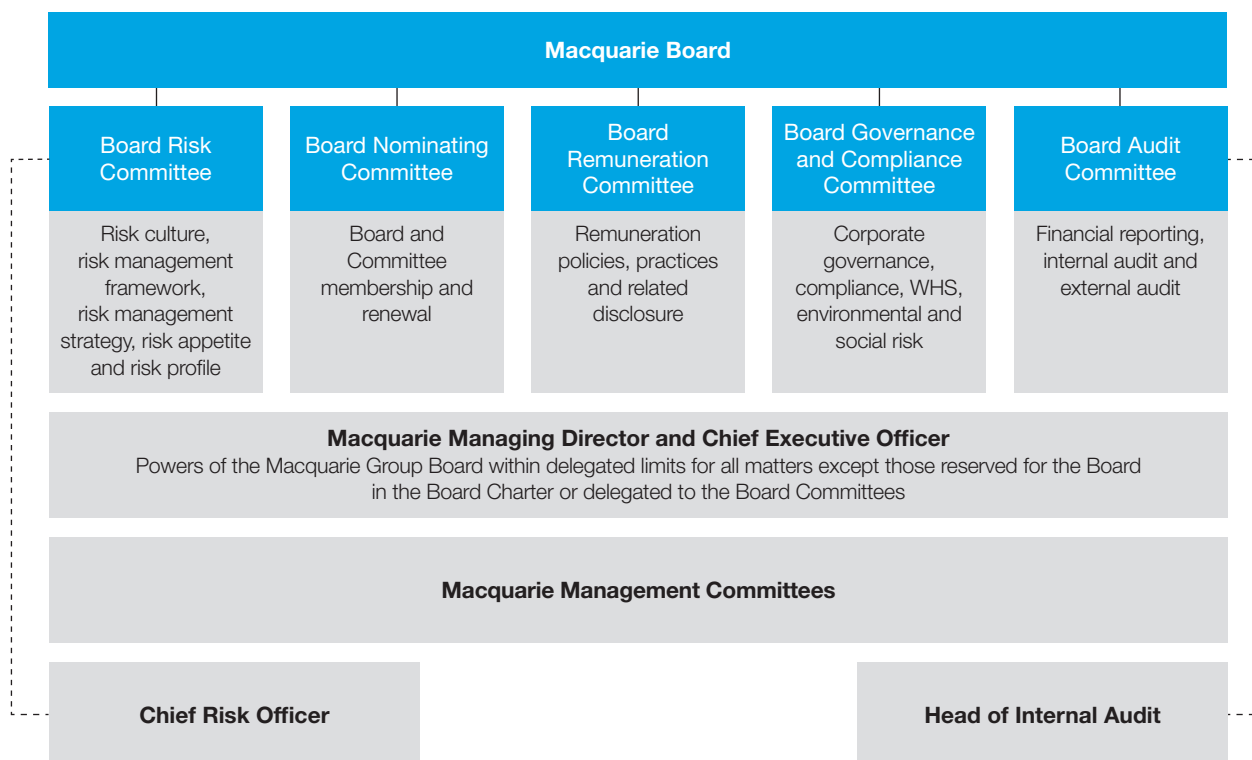 Macquarie Board
Board Risk
Committee
Board Nominating
Committee
Board
Remuneration
Committee
Board Governance
and Compliance
Committee
Board Audit
Committee
Risk culture,
risk management
framework,
risk management
strategy, risk appetite
and risk profile
Board and
Committee
membership and
renewal
Remuneration
policies, practices
and related
disclosure
Corporate
governance,
compliance, WHS,
environmental and
social risk
Financial reporting,
internal audit and
external audit
Macquarie Managing Director and Chief Executive Officer
Powers of the Macquarie Group Board within delegated limits for all matters except those reserved for the Board
in the Board Charter or delegated to the Board Committees
Macquarie Management Committees
Chief Risk Officer
Head of Internal Audit